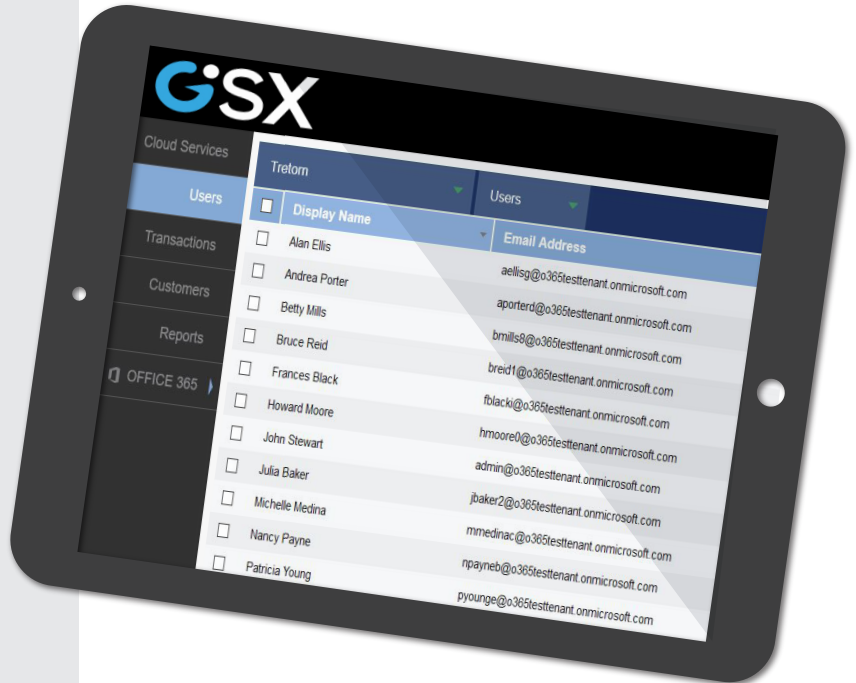 GSX
Cloud Services
Users
Transactions
Customers
Reports
OFFICE 365
Tretorn
Users
Display Name
Email Address
Alan Ellis aellisg@o365testtenant.onmicrosoft.com
Andrea Porter aporterd@o365testtenant.onmicrosoft.com
Betty Mills bmills8@o365testtenant.onmicrosoft.com
Bruce Reid breid1@o365testtenant.onmicrosoft.com
Frances Black fblacki@o365testtenant.onmicrosoft.com
Howard Moore hmoore0@o365testtenant.onmicrosoft.com
John Stewart admin@o365testtenant.onmicrosoft.com
Julia Baker jbaker2@o365testtenant.onmicrosoft.com
Michelle Medina mmedinac@o365testtenant.onmicrosoft.com
Nancy Payne npayneb@o365testtenant.onmicrosoft.com
Patricia Young pyounge@o365testtenant.onmicrosoft.com